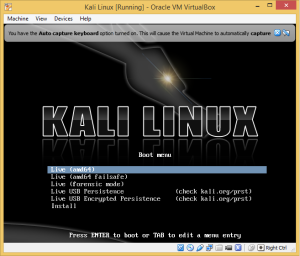 Kali Linux [Running] - Oracle VM VirtualBox
Machine View Devices Help
You have the Auto capture keyboard option turned on. This will cause the Virtual Machine to automatically capture
KALI LINUX
Boot menu
Live (amd64)
Live (amd64 failsafe)
Live (forensic mode)
Live USB Persistence (check kali.org/prst)
Live USB Encrypted Persistence (check kali.org/prst)
Install
Press ENTER to boot or TAB to edit a menu entry
Right Ctrl